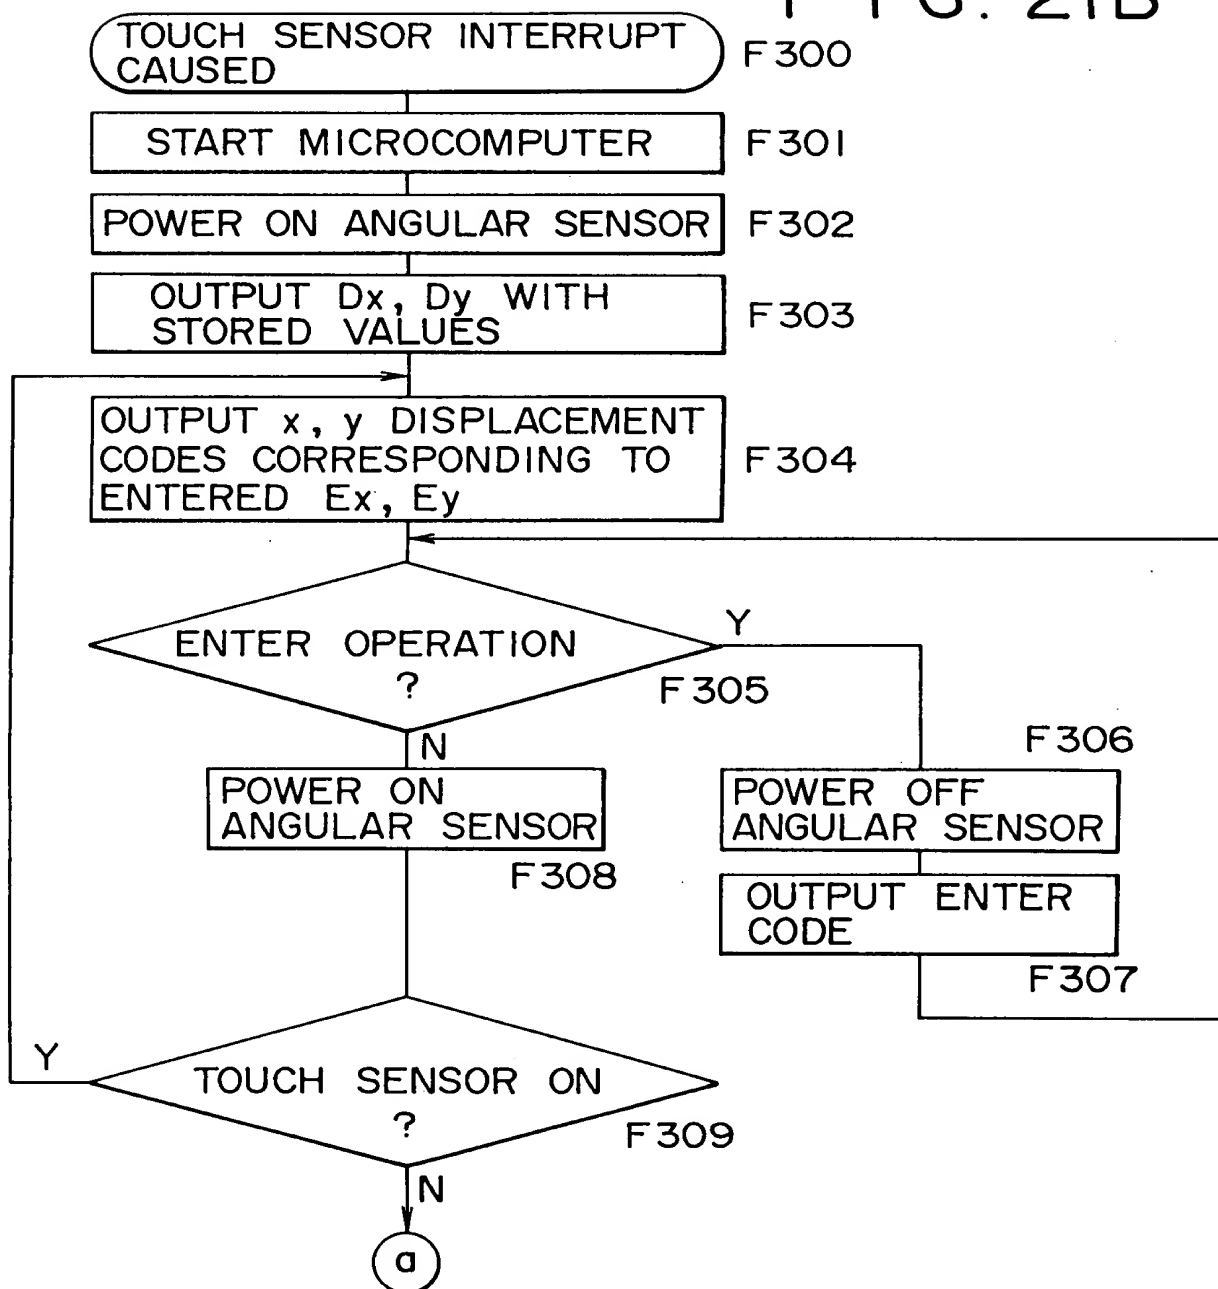 FIG. 21B
TOUCH SENSOR INTERRUPT
CAUSED
F300
START MICROCOMPUTER
F301
POWER ON ANGULAR SENSOR
F302
OUTPUT Dx, Dy WITH
STORED VALUES
F303
OUTPUT x, y DISPLACEMENT
CODES CORRESPONDING TO
ENTERED Ex, Ey
F304
ENTER OPERATION
?
F305
Y
N
F306
POWER ON
ANGULAR SENSOR
F308
POWER OFF
ANGULAR SENSOR
OUTPUT ENTER
CODE
F307
Y
TOUCH SENSOR ON
?
F309
N
a